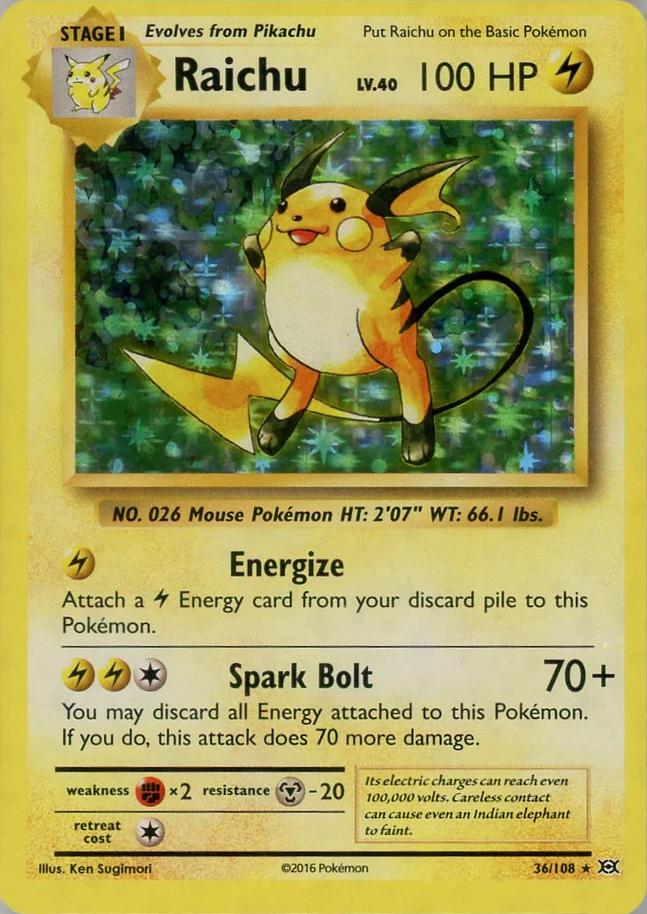 STAGE 1 Evolves from Pikachu Put Raichu on the Basic Pokémon
Raichu LV.40 100 HP
NO. 026 Mouse Pokémon HT: 2'07" WT: 66.1 lbs.
Energize
Attach a Energy card from your discard pile to this
Pokémon.
Spark Bolt 70+
You may discard all Energy attached to this Pokémon.
If you do, this attack does 70 more damage.
weakness ×2 resistance -20
retreat
cost
Its electric charges can reach even
100,000 volts. Careless contact
can cause even an Indian elephant
to faint.
Illus. Ken Sugimori ©2016 Pokémon 36/108 ★